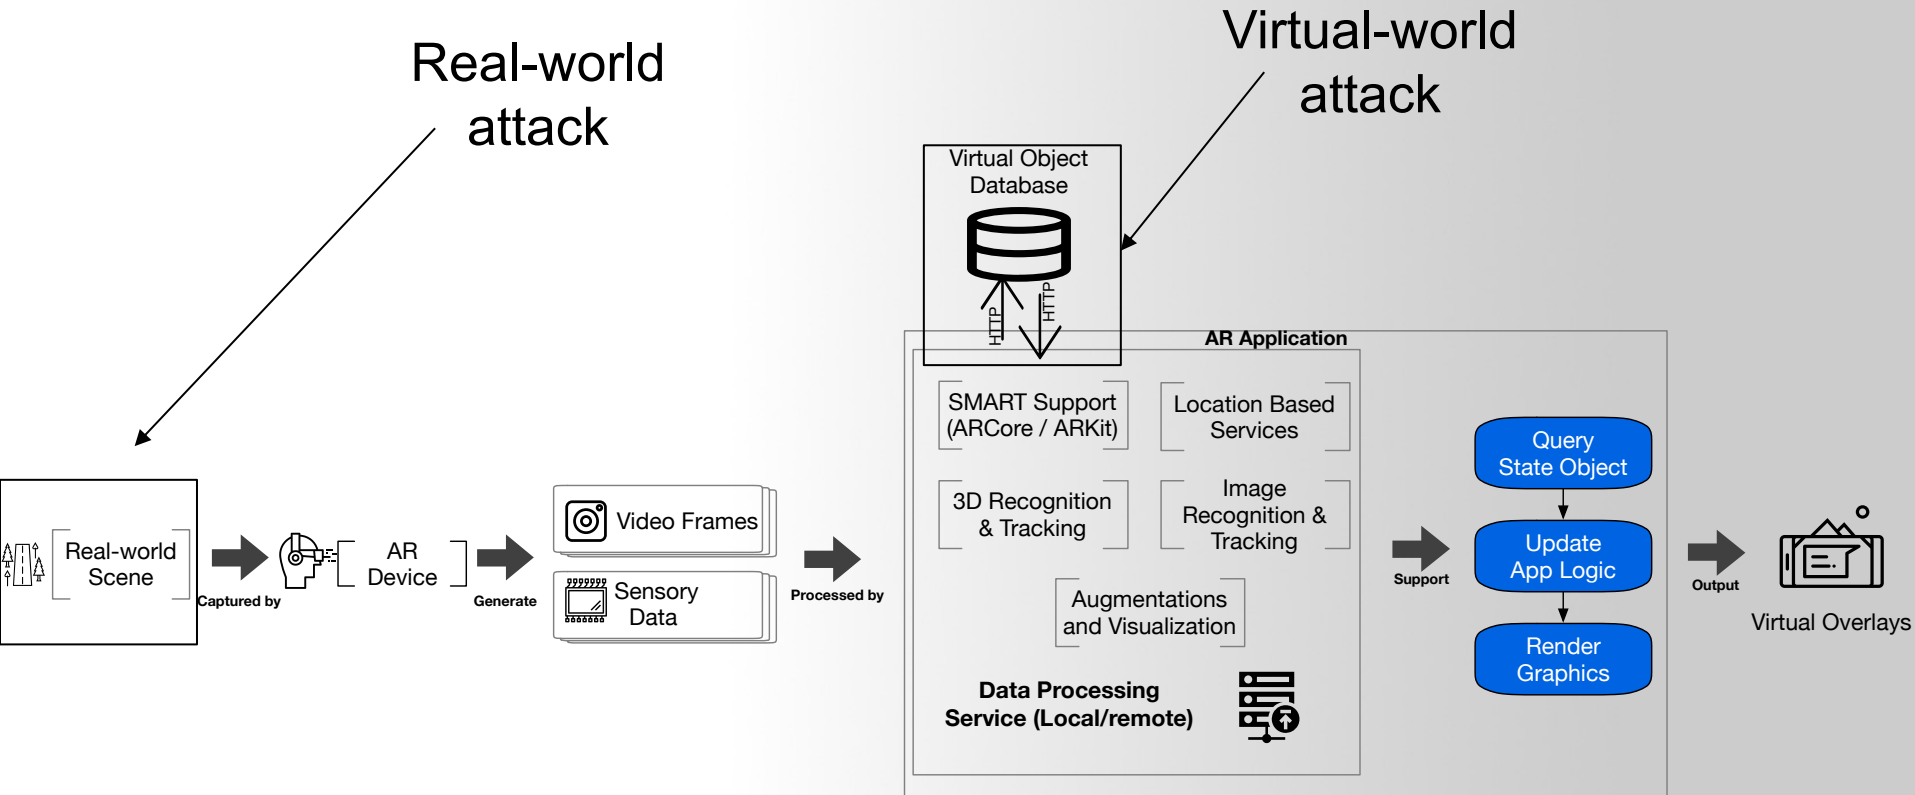 Real-world
attack
Virtual-world
attack
Virtual Object
Database
HTTP
HTTP
AR Application
SMART Support
(ARCore / ARKit)
Location Based
Services
3D Recognition
& Tracking
Image
Recognition &
Tracking
Augmentations
and Visualization
Data Processing
Service (Local/remote)
Real-world
Scene
Captured by
AR
Device
Generate
Video Frames
Sensory
Data
Processed by
Support
Query
State Object
Update
App Logic
Render
Graphics
Output
Virtual Overlays